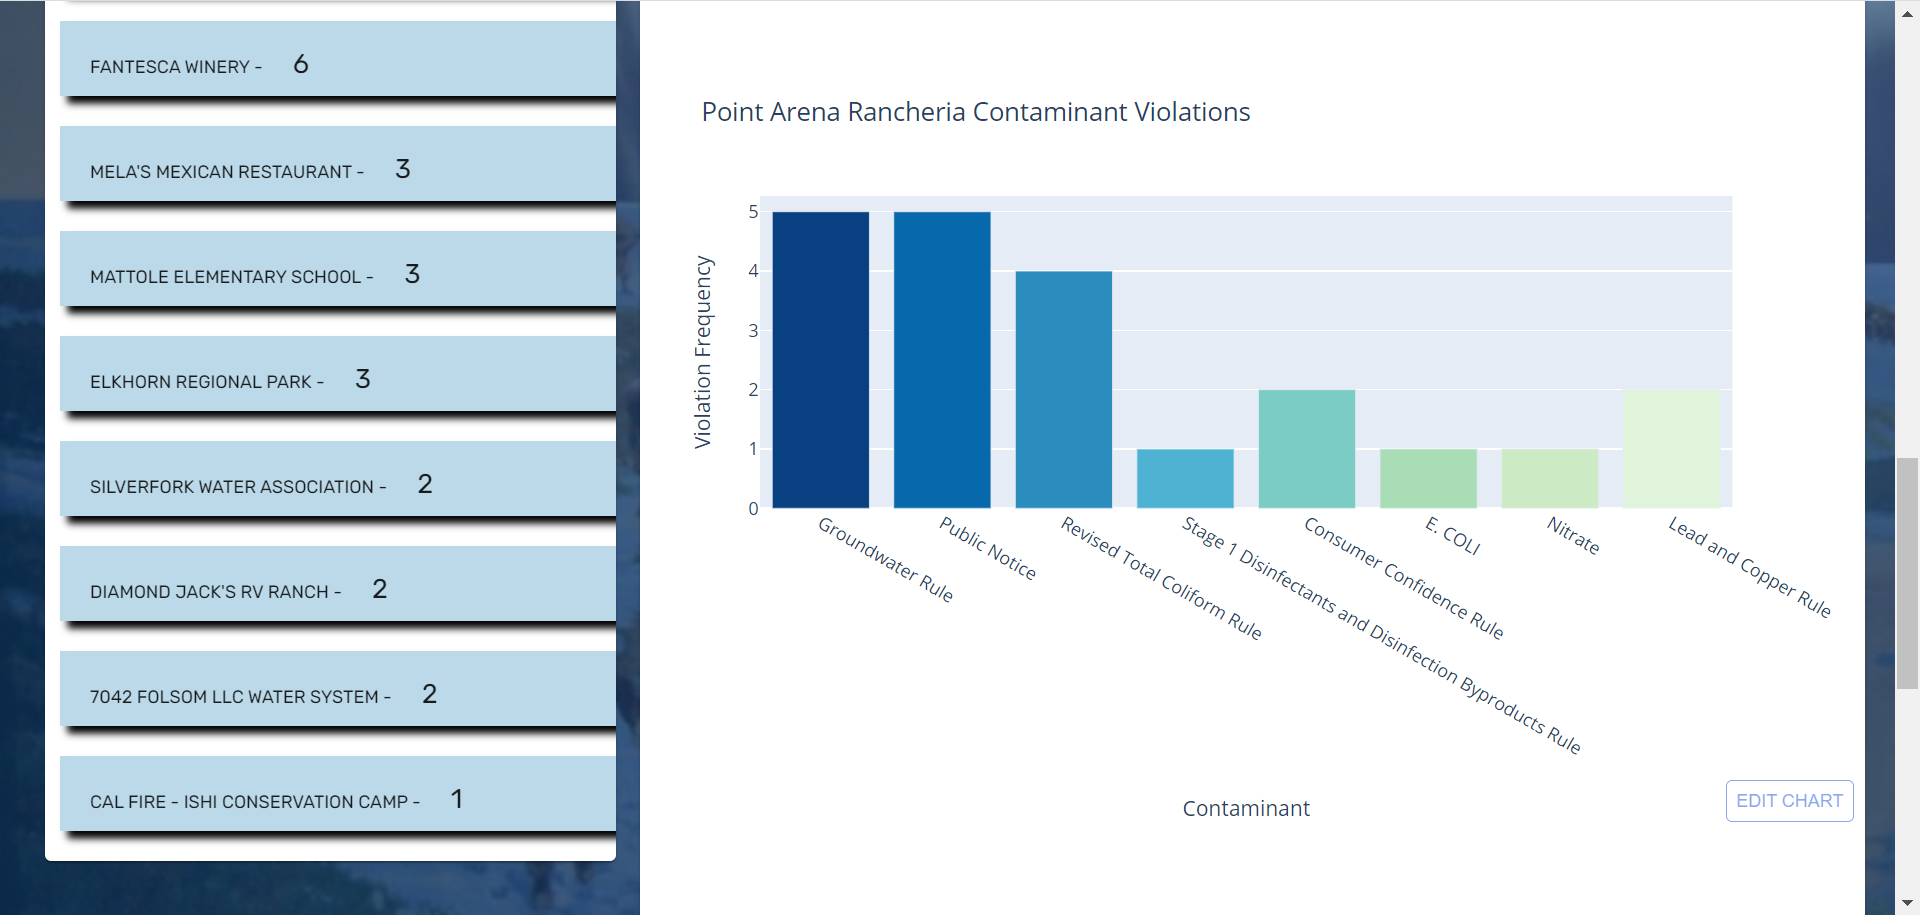 FANTESCA WINERY - 6
MELA'S MEXICAN RESTAURANT - 3
MATTOLE ELEMENTARY SCHOOL - 3
ELKHORN REGIONAL PARK - 3
SILVERFORK WATER ASSOCIATION - 2
DIAMOND JACK'S RV RANCH - 2
7042 FOLSOM LLC WATER SYSTEM - 2
CAL FIRE - ISHI CONSERVATION CAMP - 1
Point Arena Rancheria Contaminant Violations
Violation Frequency
5
4
3
2
1
0
Groundwater Rule
Public Notice
Revised Total Coliform Rule
Stage 1 Disinfectants and Disinfection Byproducts Rule
Consumer Confidence Rule
E. COLI
Nitrate
Lead and Copper Rule
Contaminant
EDIT CHART